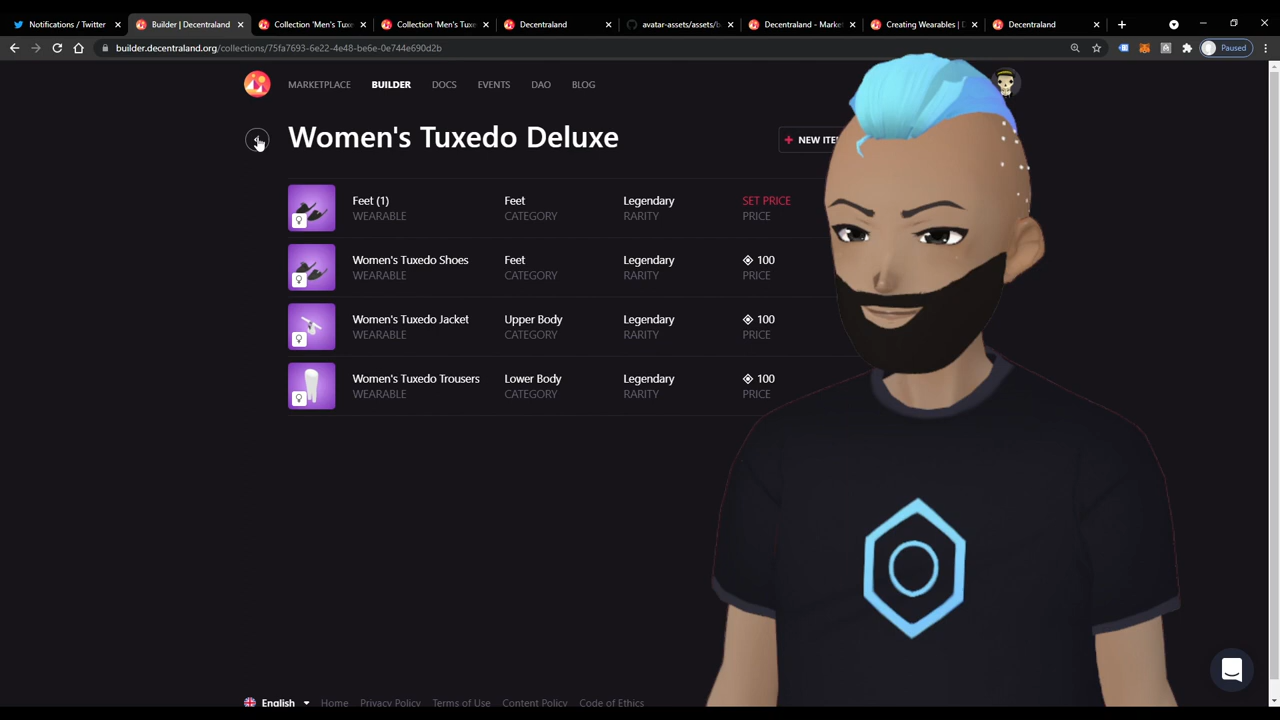 Notifications / Twitter
Builder | Decentraland
Collection 'Men's Tuxe
Collection 'Men's Tuxe
Decentraland
avatar-assets/assets/b
Decentraland - Marke
Creating Wearables | D
Decentraland
builder.decentraland.org/collections/75fa7693-6e22-4e48-be6e-0e744e690d2b
Paused
MARKETPLACE
BUILDER
DOCS
EVENTS
DAO
BLOG
Women's Tuxedo Deluxe
NEW ITE
Feet (1) Feet Legendary SET PRICE
WEARABLE CATEGORY RARITY PRICE
Women's Tuxedo Shoes Feet Legendary 100
WEARABLE CATEGORY RARITY PRICE
Women's Tuxedo Jacket Upper Body Legendary 100
WEARABLE CATEGORY RARITY PRICE
Women's Tuxedo Trousers Lower Body Legendary 100
WEARABLE CATEGORY RARITY PRICE
English Home Privacy Policy Terms of Use Content Policy Code of Ethics